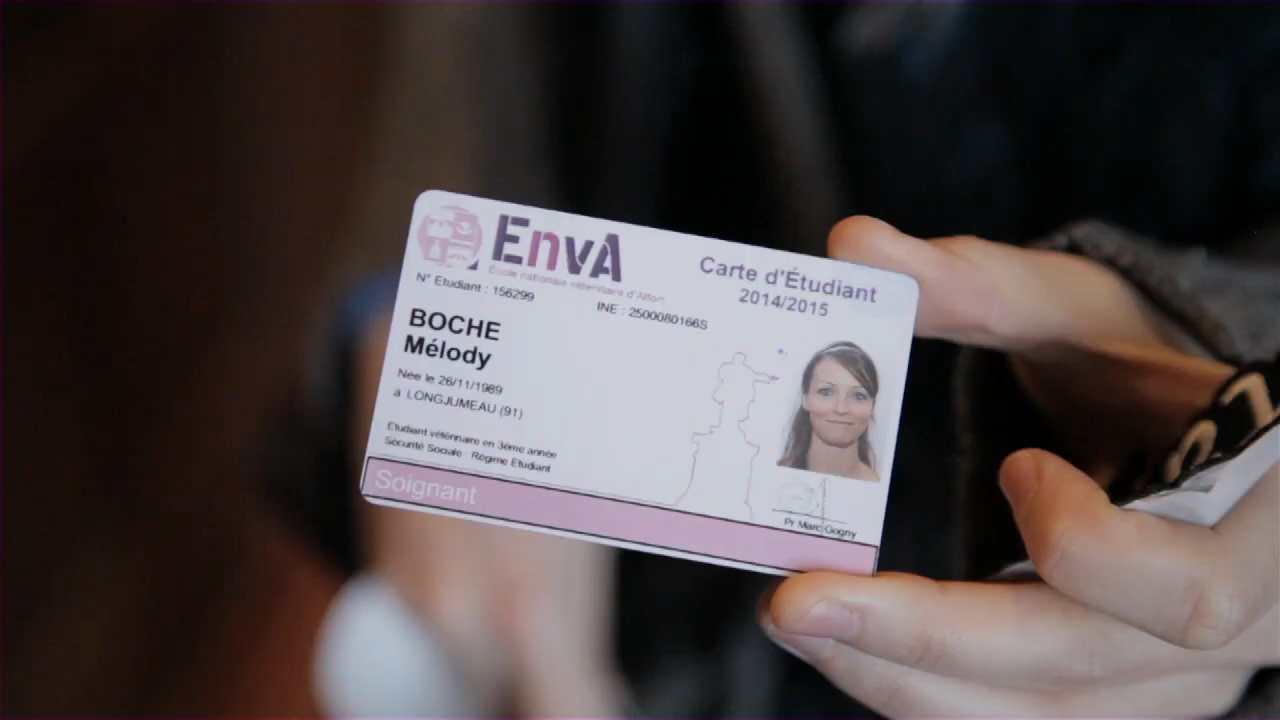 EnvA
École nationale vétérinaire d'Alfort
Carte d'Étudiant
2014/2015
N° Etudiant : 156299
INE : 2500080166S
BOCHE
Mélody
Née le 26/11/1989
à LONGJUMEAU (91)
Etudiant vétérinaire en 3ème année
Sécurité Sociale : Régime Etudiant
Soignant
Pr Marc Gogny